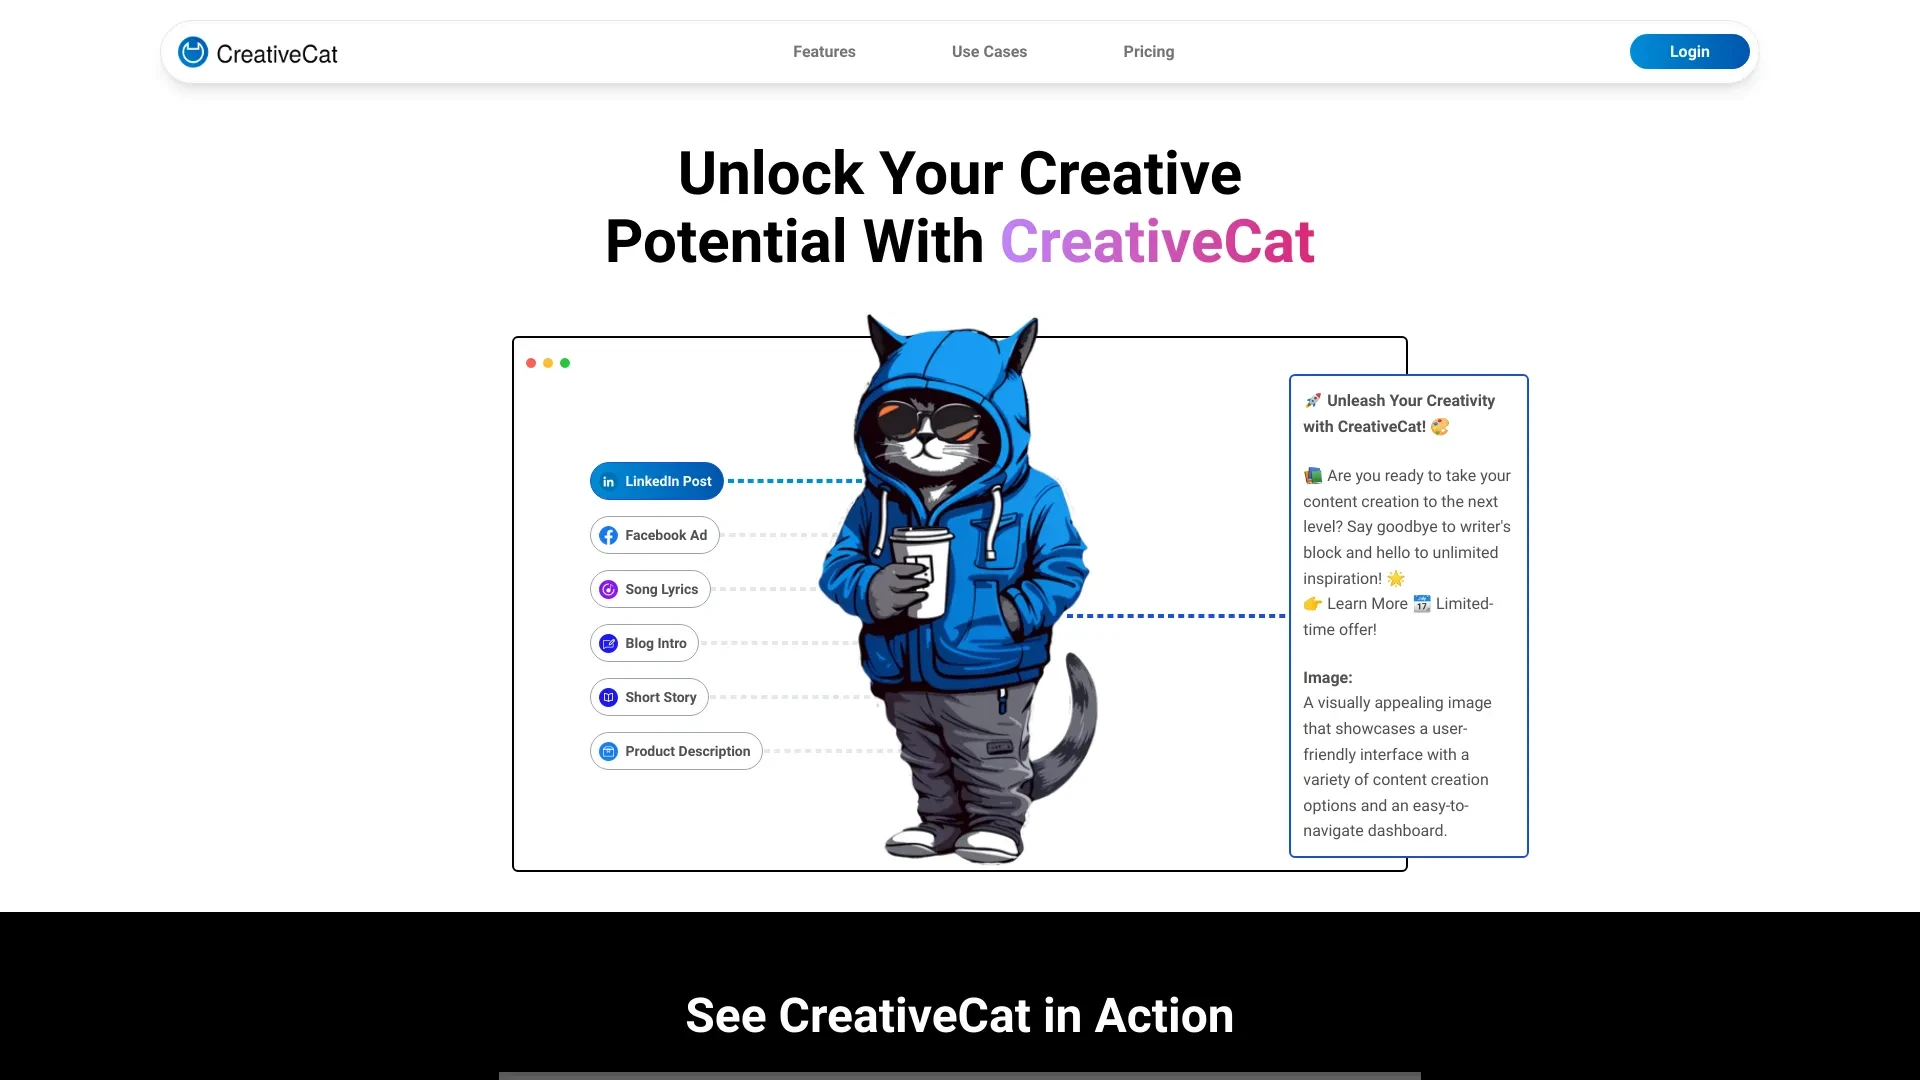 CreativeCat
Features
Use Cases
Pricing
Login
Unlock Your Creative
Potential With CreativeCat
LinkedIn Post
Facebook Ad
Song Lyrics
Blog Intro
Short Story
Product Description
🚀 Unleash Your Creativity
with CreativeCat! 🎨
📚 Are you ready to take your
content creation to the next
level? Say goodbye to writer's
block and hello to unlimited
inspiration! 🌟
👉 Learn More 📅 Limited-
time offer!
Image:
A visually appealing image
that showcases a user-
friendly interface with a
variety of content creation
options and an easy-to-
navigate dashboard.
See CreativeCat in Action